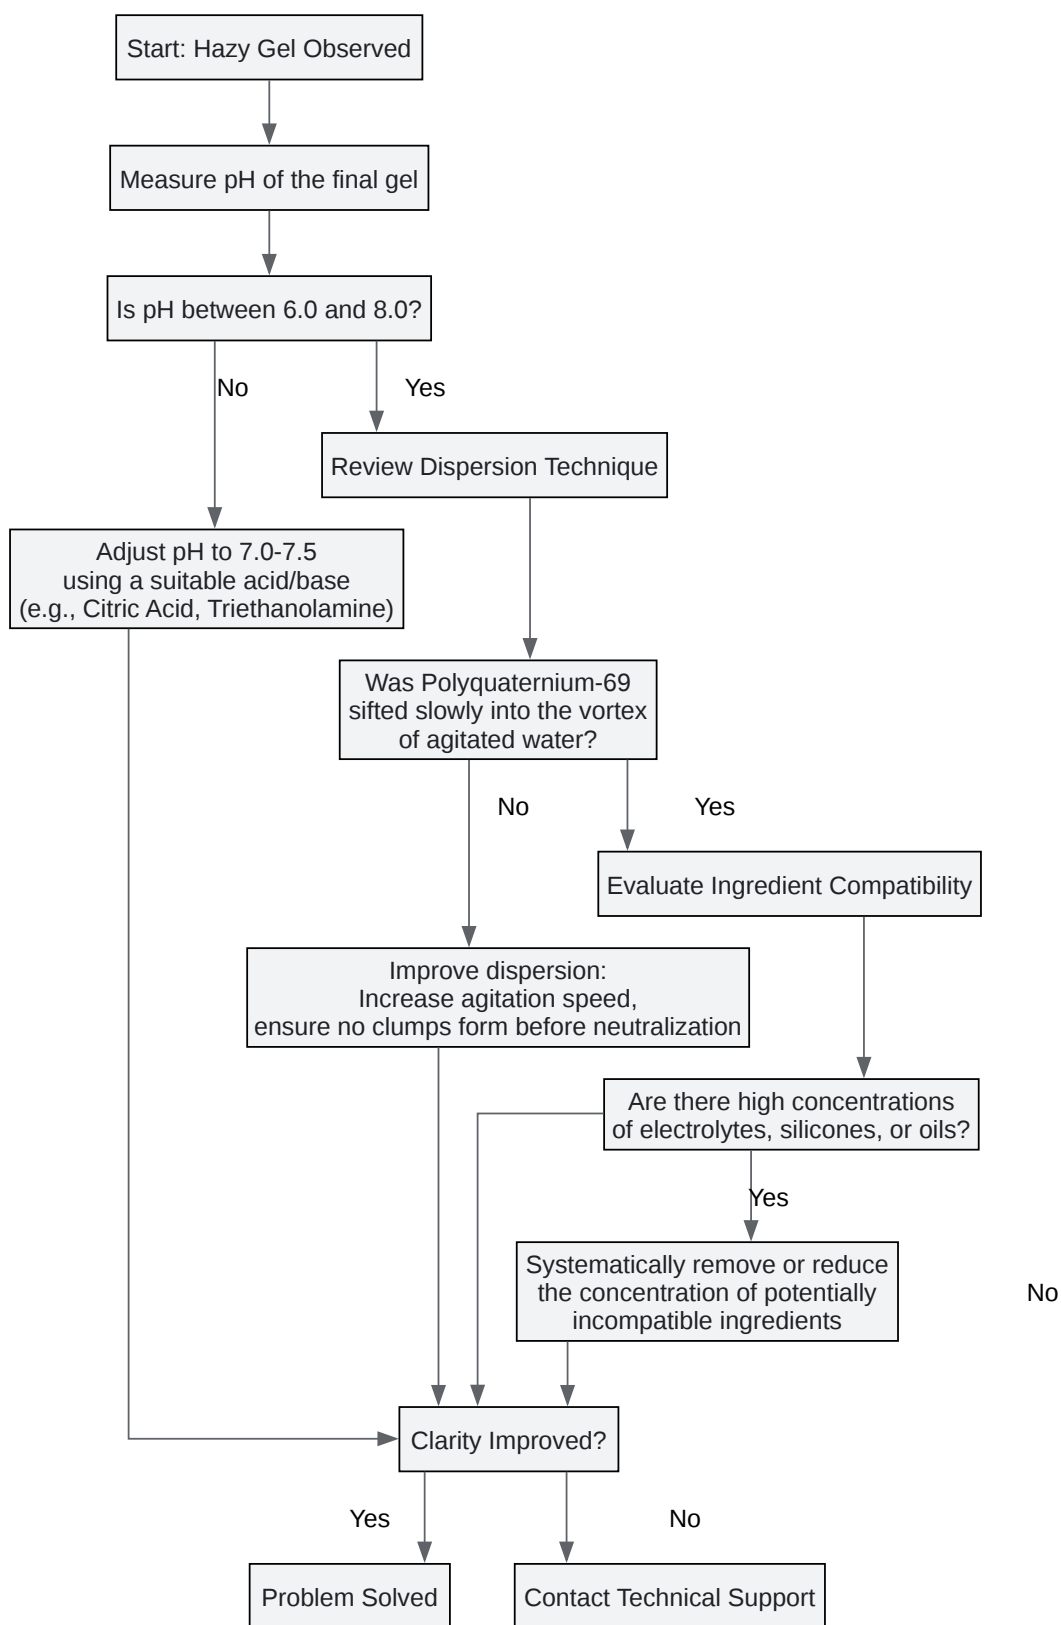 Start: Hazy Gel Observed
Measure pH of the final gel
Is pH between 6.0 and 8.0?
No
Yes
Review Dispersion Technique
Adjust pH to 7.0-7.5
using a suitable acid/base
(e.g., Citric Acid, Triethanolamine)
Was Polyquaternium-69
sifted slowly into the vortex
of agitated water?
No
Yes
Evaluate Ingredient Compatibility
Improve dispersion:
Increase agitation speed,
ensure no clumps form before neutralization
Are there high concentrations
of electrolytes, silicones, or oils?
Yes
Systematically remove or reduce
the concentration of potentially
incompatible ingredients
No
Clarity Improved?
Yes
No
Problem Solved
Contact Technical Support